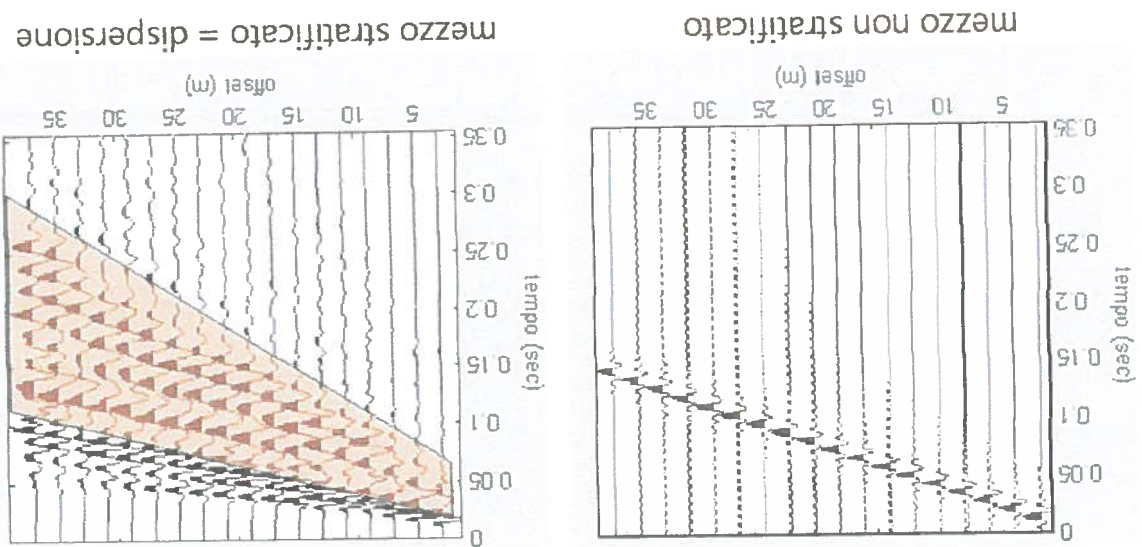 tempo (sec)
0
0.05
0.1
0.15
0.2
0.25
0.3
0.35
5 10 15 20 25 30 35
offset (m)
mezzo non stratificato
tempo (sec)
0
0.05
0.1
0.15
0.2
0.25
0.3
0.35
5 10 15 20 25 30 35
offset (m)
mezzo stratificato = dispersione